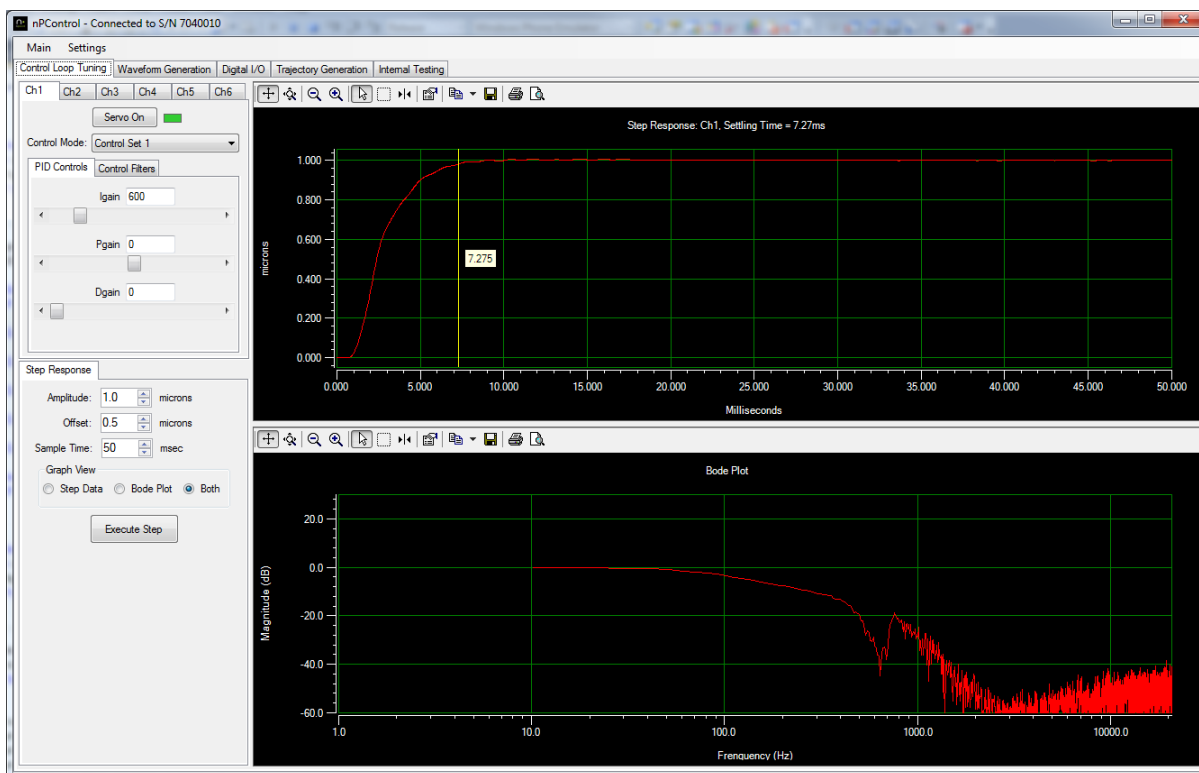 nPControl - Connected to S/N 7040010
Main Settings
Control Loop Tuning Waveform Generation Digital I/O Trajectory Generation Internal Testing
Ch1 Ch2 Ch3 Ch4 Ch5 Ch6
Servo On
Control Mode: Control Set 1
PID Controls Control Filters
Igain 600
Pgain 0
Dgain 0
Step Response
Amplitude: 1.0 microns
Offset: 0.5 microns
Sample Time: 50 msec
Graph View
Step Data Bode Plot Both
Execute Step
Step Response: Ch1, Settling Time = 7.27ms
1.000
0.800
0.600
0.400
0.200
0.000
microns
7.275
0.000 5.000 10.000 15.000 20.000 25.000 30.000 35.000 40.000 45.000 50.000
Milliseconds
Bode Plot
20.0
0.0
-20.0
-40.0
-60.0
Magnitude (dB)
1.0 10.0 100.0 1000.0 10000.0
Frenquency (Hz)